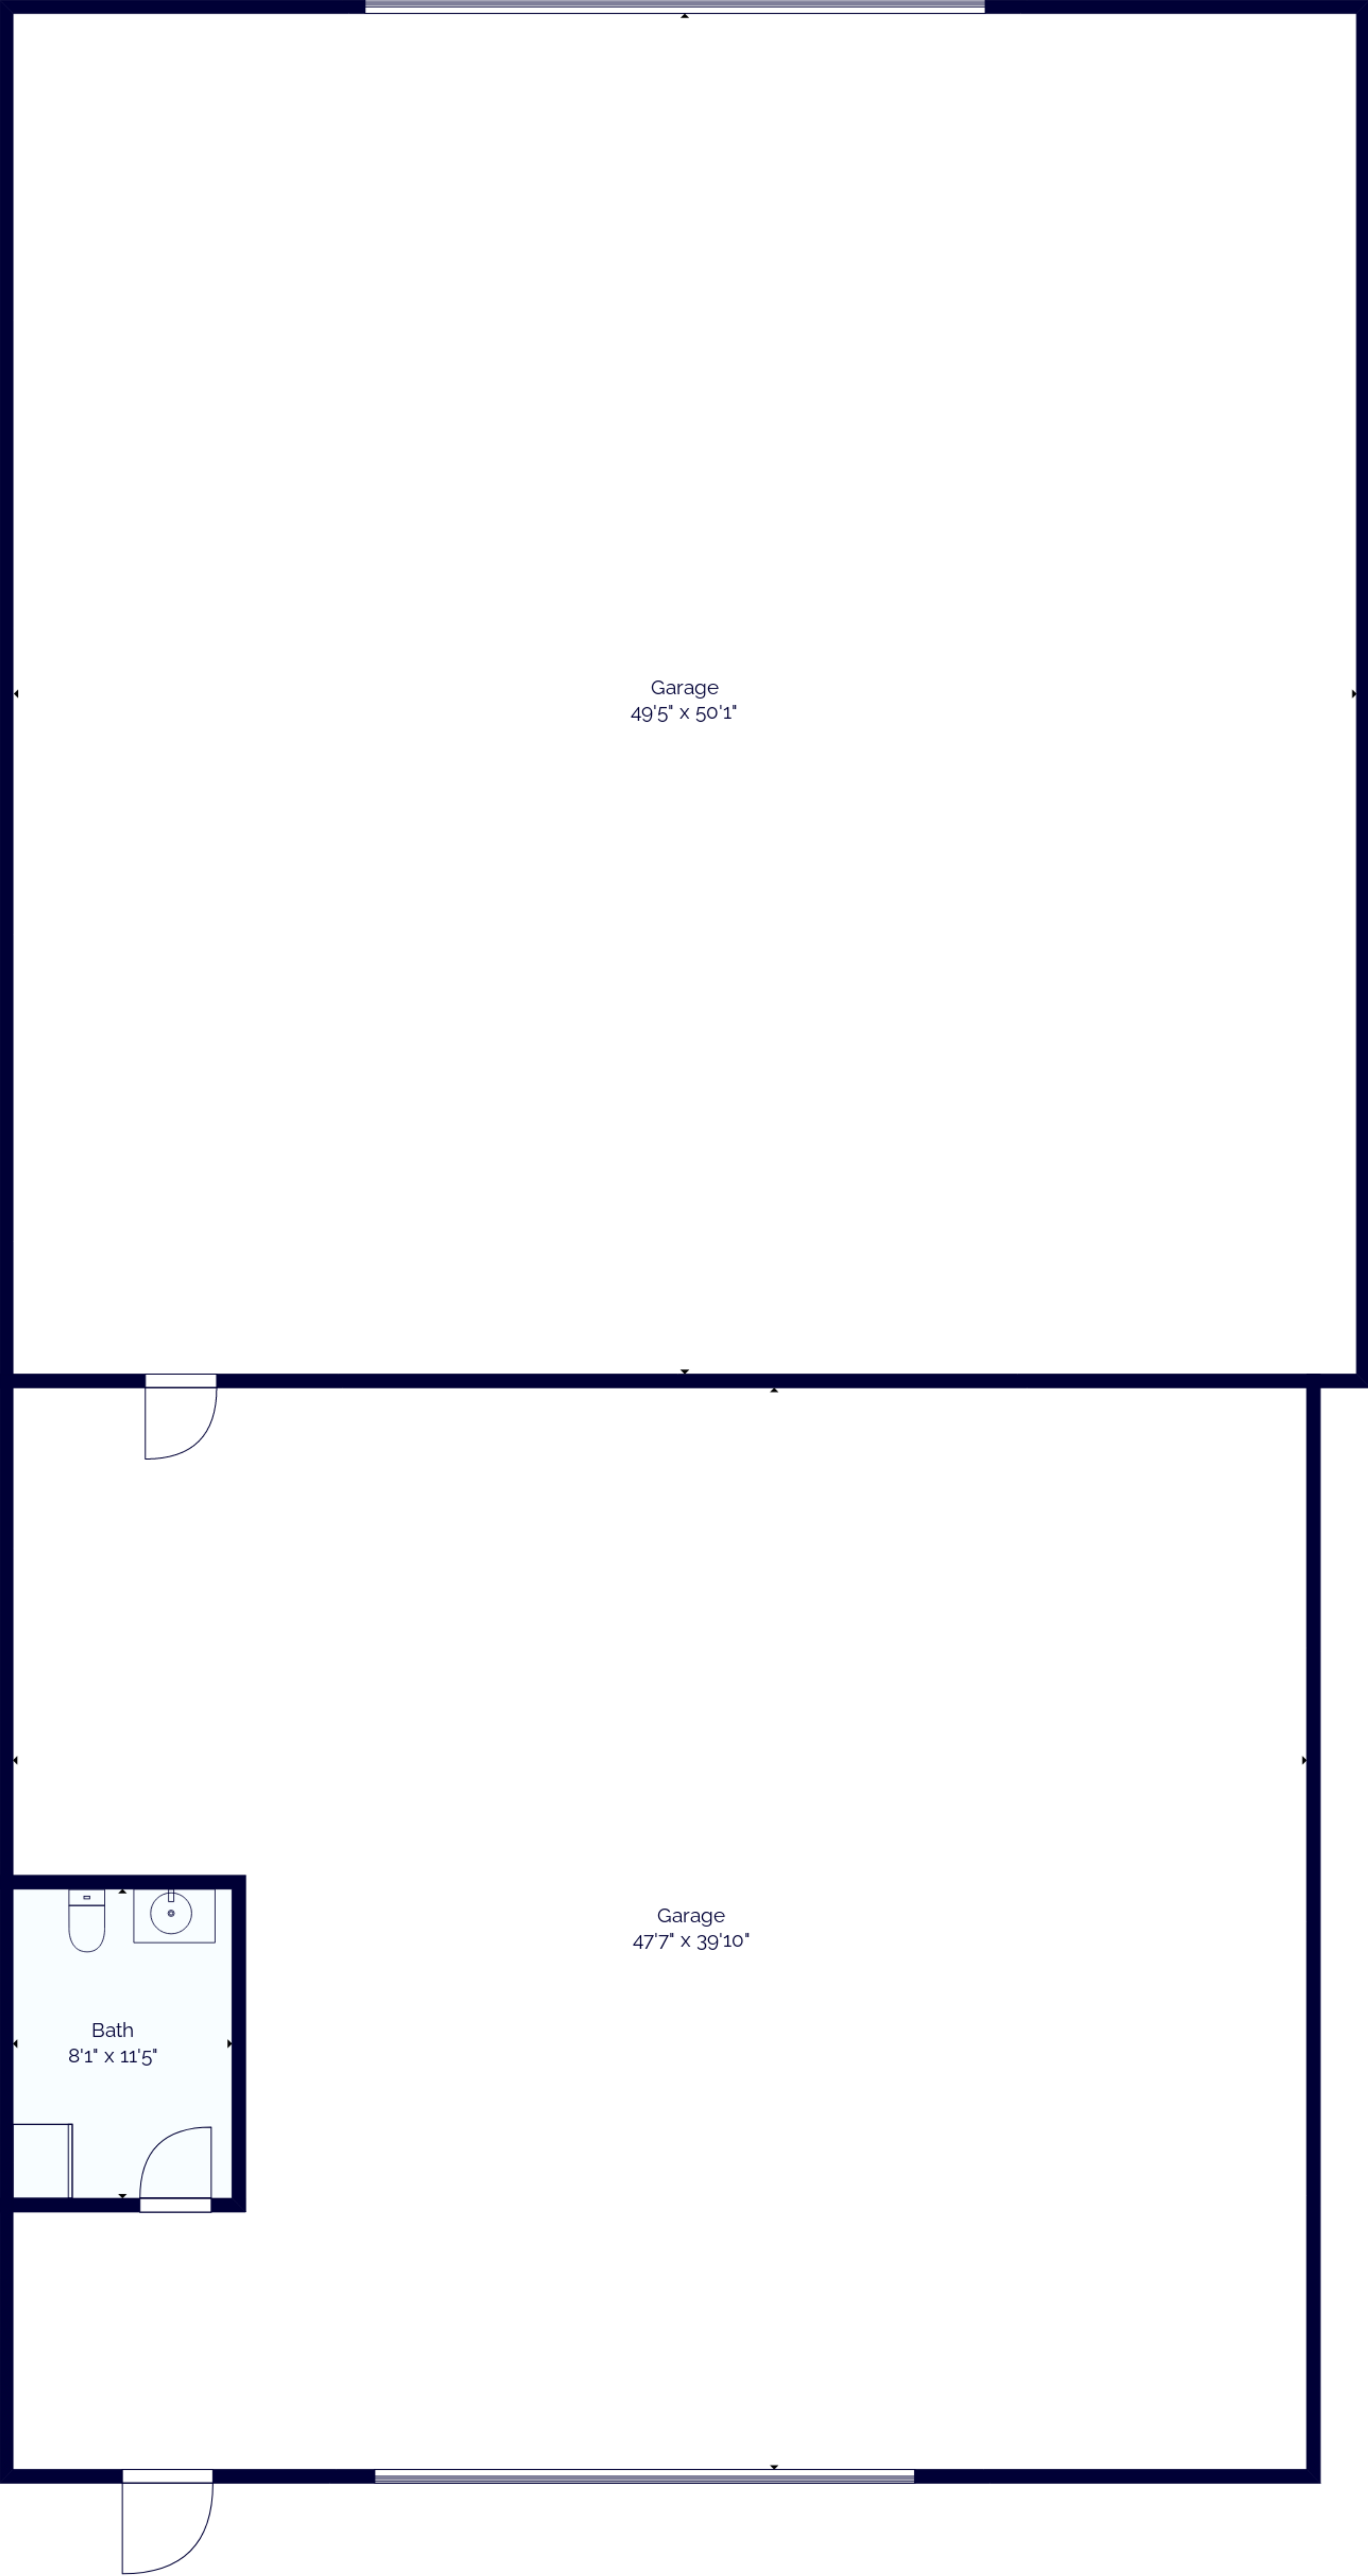 Garage
49'5" x 50'1"
Garage
47'7" x 39'10"
Bath
8'1" x 11'5"